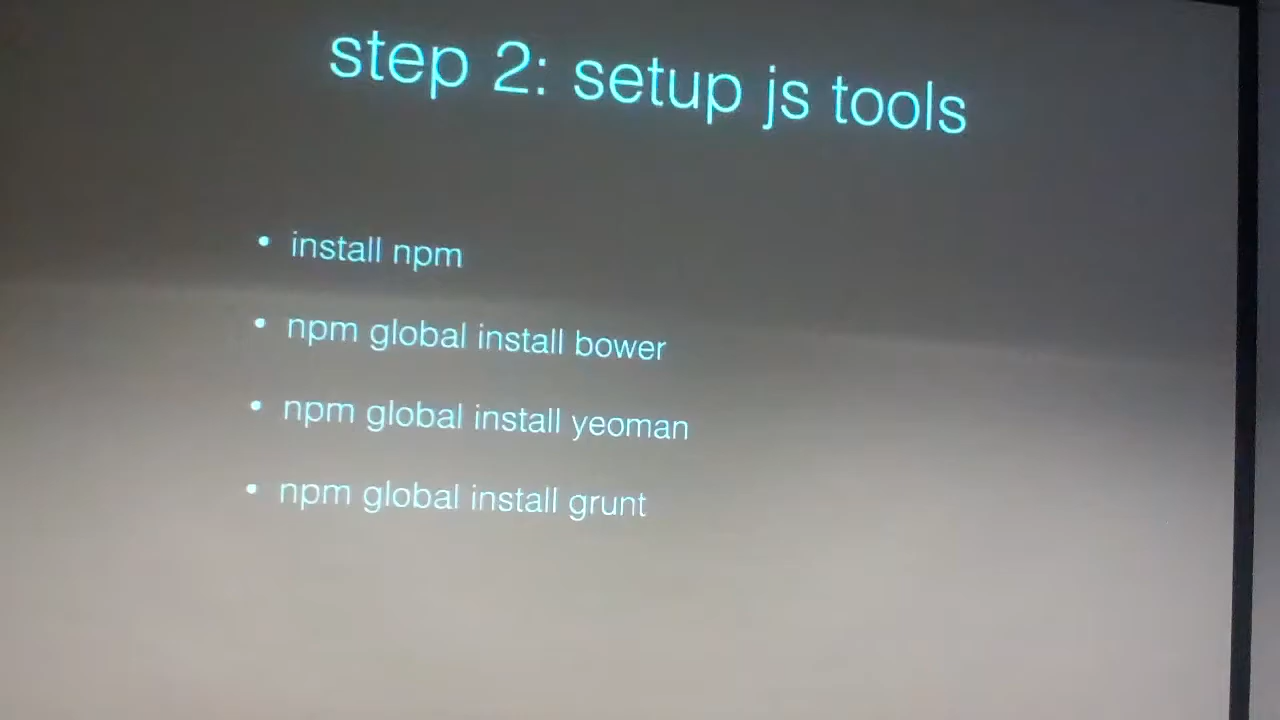 step 2: setup js tools
• install npm
• npm global install bower
• npm global install yeoman
• npm global install grunt